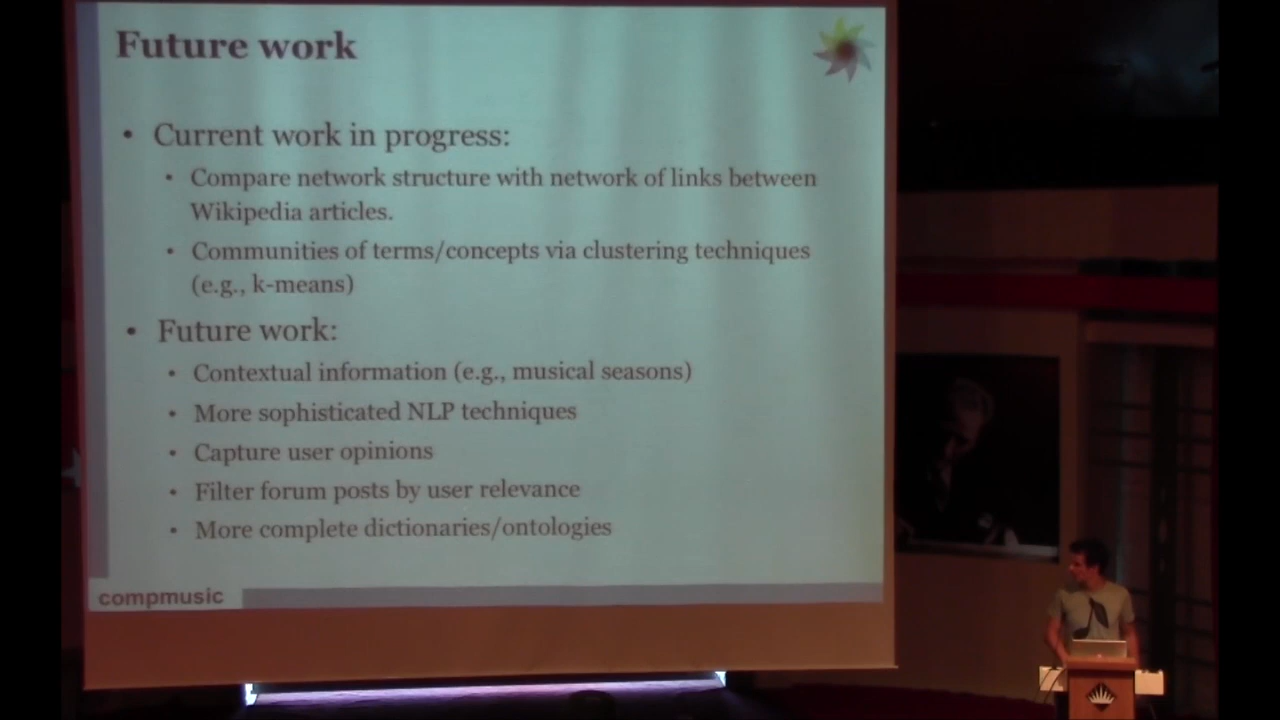 Future work
• Current work in progress:
• Compare network structure with network of links between
Wikipedia articles.
• Communities of terms/concepts via clustering techniques
(e.g., k-means)
• Future work:
• Contextual information (e.g., musical seasons)
• More sophisticated NLP techniques
• Capture user opinions
• Filter forum posts by user relevance
• More complete dictionaries/ontologies
compmusic